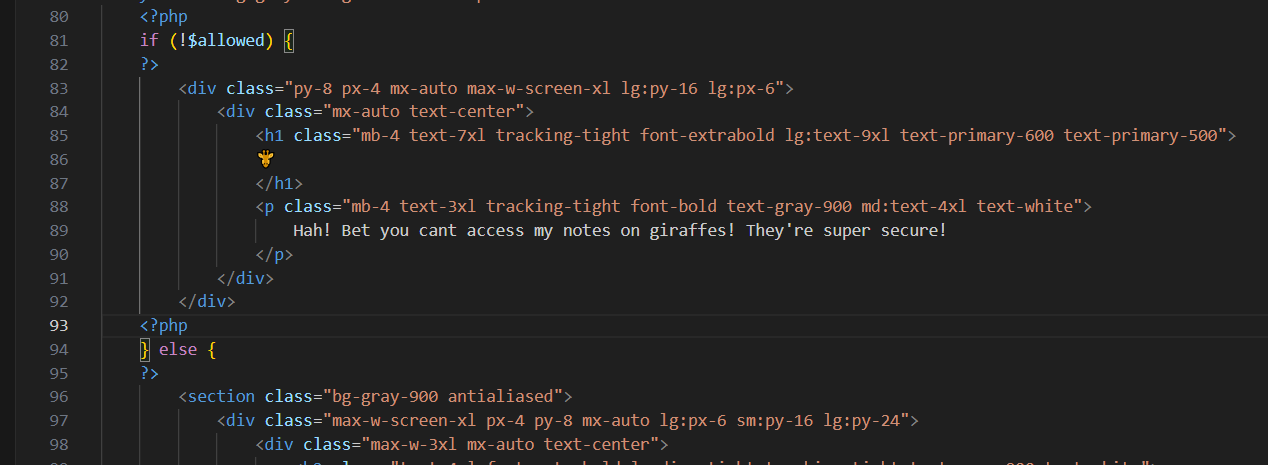 80 <?php
81 if (!$allowed) {
82 ?>
83 <div class="py-8 px-4 mx-auto max-w-screen-xl lg:py-16 lg:px-6">
84 <div class="mx-auto text-center">
85 <h1 class="mb-4 text-7xl tracking-tight font-extrabold lg:text-9xl text-primary-600 text-primary-500">
86 🦒
87 </h1>
88 <p class="mb-4 text-3xl tracking-tight font-bold text-gray-900 md:text-4xl text-white">
89 Hah! Bet you cant access my notes on giraffes! They're super secure!
90 </p>
91 </div>
92 </div>
93 <?php
94 } else {
95 ?>
96 <section class="bg-gray-900 antialiased">
97 <div class="max-w-screen-xl px-4 py-8 mx-auto lg:px-6 sm:py-16 lg:py-24">
98 <div class="max-w-3xl mx-auto text-center">